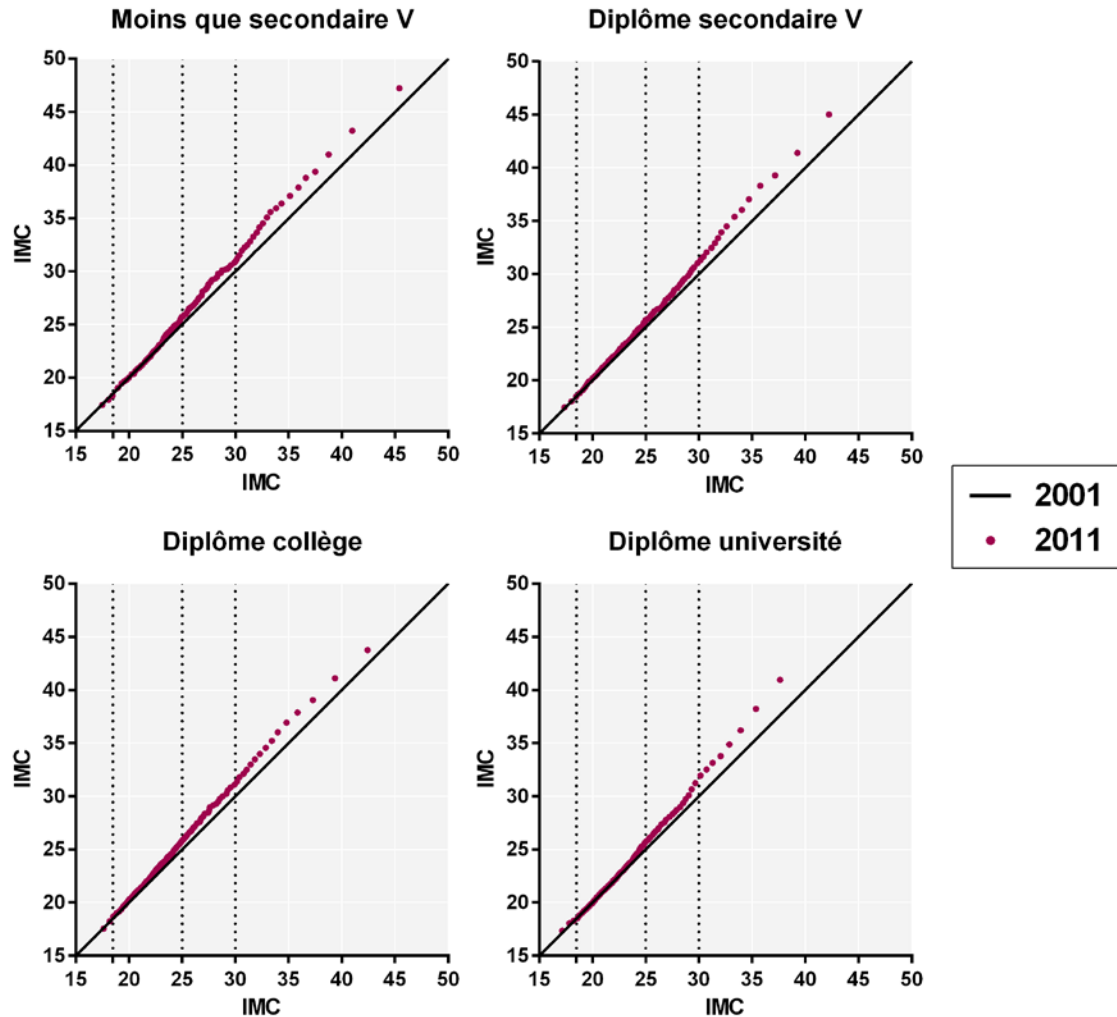 Moins que secondaire V
50
45
40
35
30
25
20
15
IMC
15 20 25 30 35 40 45 50
IMC
Diplôme secondaire V
50
45
40
35
30
25
20
15
IMC
15 20 25 30 35 40 45 50
IMC
2001
2011
Diplôme collège
50
45
40
35
30
25
20
15
IMC
15 20 25 30 35 40 45 50
IMC
Diplôme université
50
45
40
35
30
25
20
15
IMC
15 20 25 30 35 40 45 50
IMC